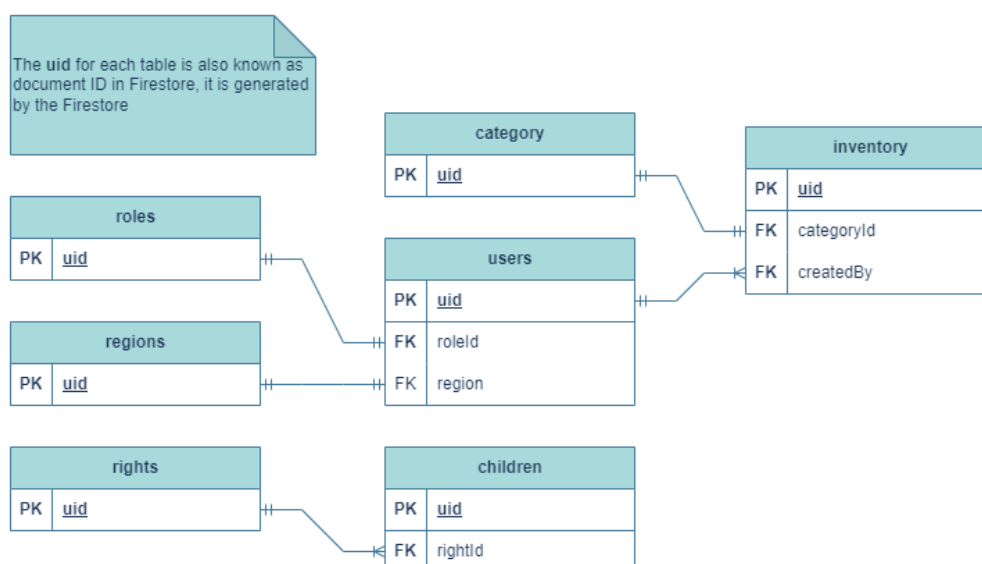 The uid for each table is also known as
document ID in Firestore, it is generated
by the Firestore
category
PK uid
inventory
PK uid
FK categoryId
FK createdBy
roles
PK uid
users
PK uid
FK roleId
FK region
regions
PK uid
rights
PK uid
children
PK uid
FK rightId